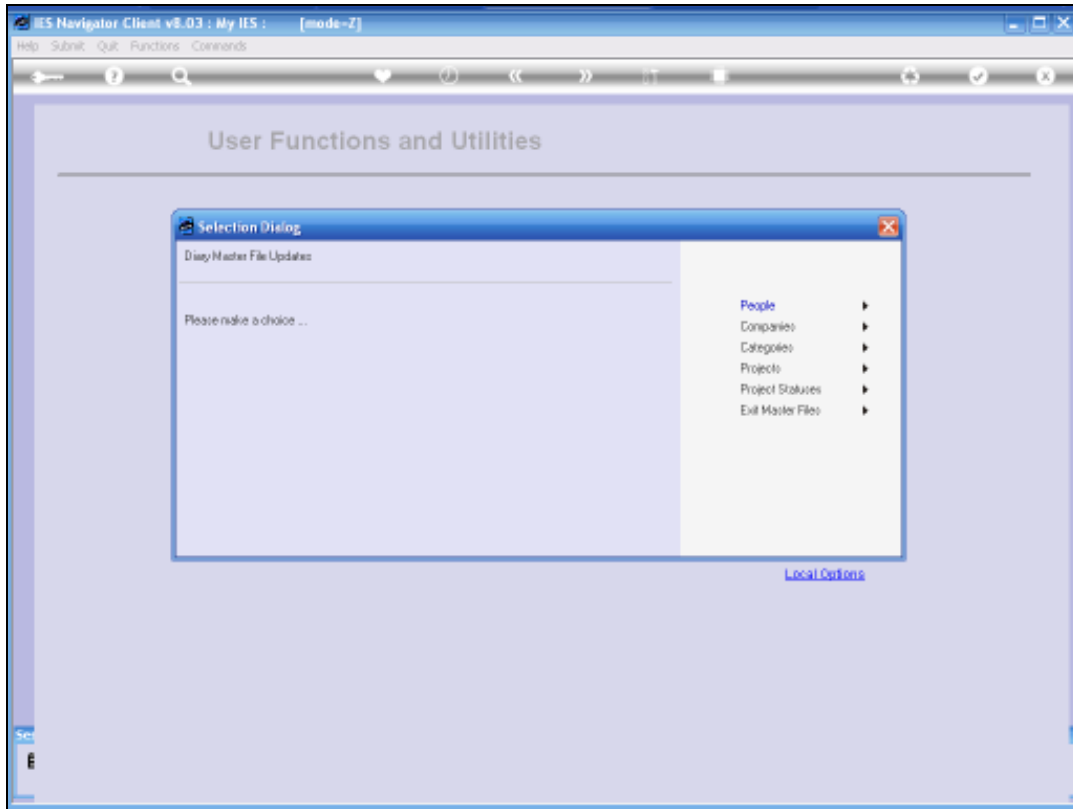 IES Navigator Client v8.03 : My IES :     [mode=Z]
Help  Submit  Quit  Functions  Commands
User Functions and Utilities
Selection Dialog
Diary Master File Updates
Please make a choice ...
People
Companies
Categories
Projects
Project Statuses
Exit Master Files
Local Options